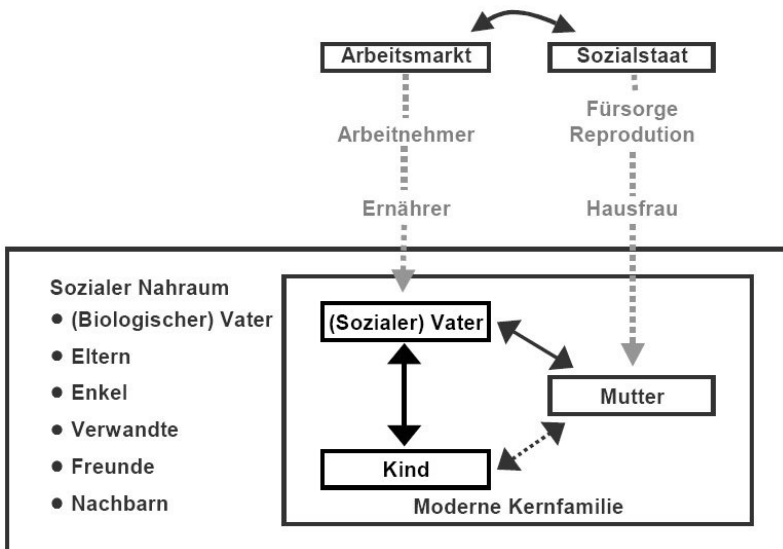 Arbeitsmarkt
Sozialstaat
Arbeitnehmer
Fürsorge
Reprodution
Ernährer
Hausfrau
Sozialer Nahraum
● (Biologischer) Vater
● Eltern
● Enkel
● Verwandte
● Freunde
● Nachbarn
(Sozialer) Vater
Mutter
Kind
Moderne Kernfamilie